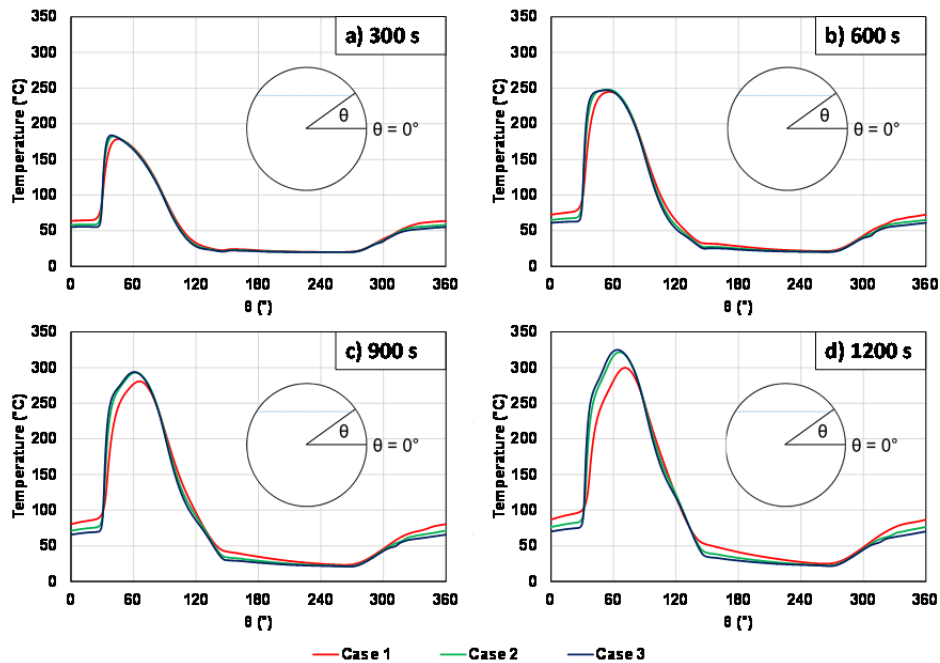 a) 300 s
350
300
250
200
150
100
50
0
Temperature (°C)
θ
θ = 0°
0 60 120 180 240 300 360
θ (°)
b) 600 s
350
300
250
200
150
100
50
0
Temperature (°C)
θ
θ = 0°
0 60 120 180 240 300 360
θ (°)
c) 900 s
350
300
250
200
150
100
50
0
Temperature (°C)
θ
θ = 0°
0 60 120 180 240 300 360
θ (°)
d) 1200 s
350
300
250
200
150
100
50
0
Temperature (°C)
θ
θ = 0°
0 60 120 180 240 300 360
θ (°)
Case 1 Case 2 Case 3